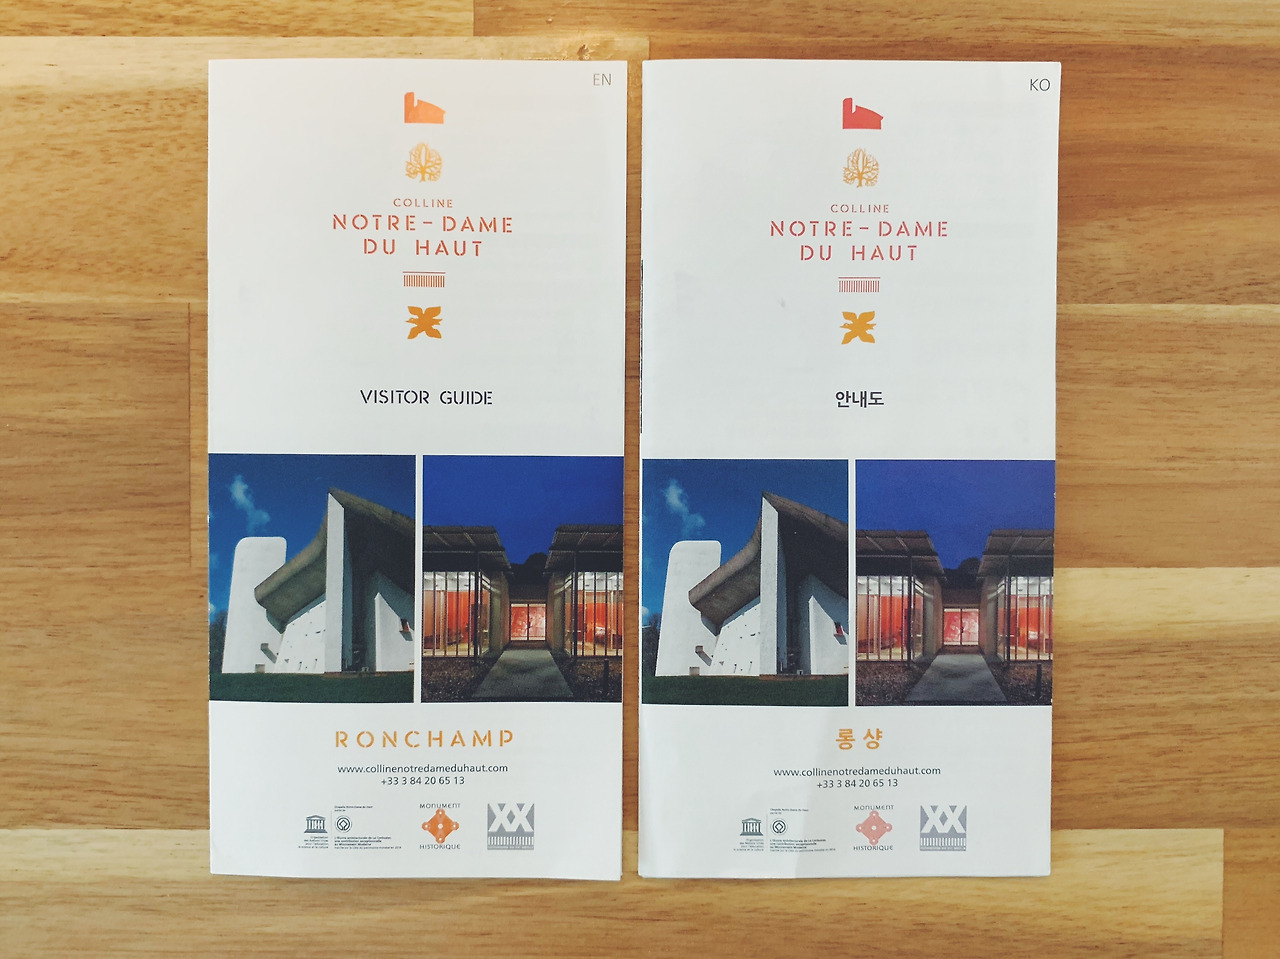 EN
COLLINE
NOTRE-DAME
DU HAUT
VISITOR GUIDE
RONCHAMP
www.collinenotredameduhaut.com
+33 3 84 20 65 13
MONUMENT
HISTORIQUE
XX
KO
COLLINE
NOTRE-DAME
DU HAUT
안내도
롱샹
www.collinenotredameduhaut.com
+33 3 84 20 65 13
MONUMENT
HISTORIQUE
XX